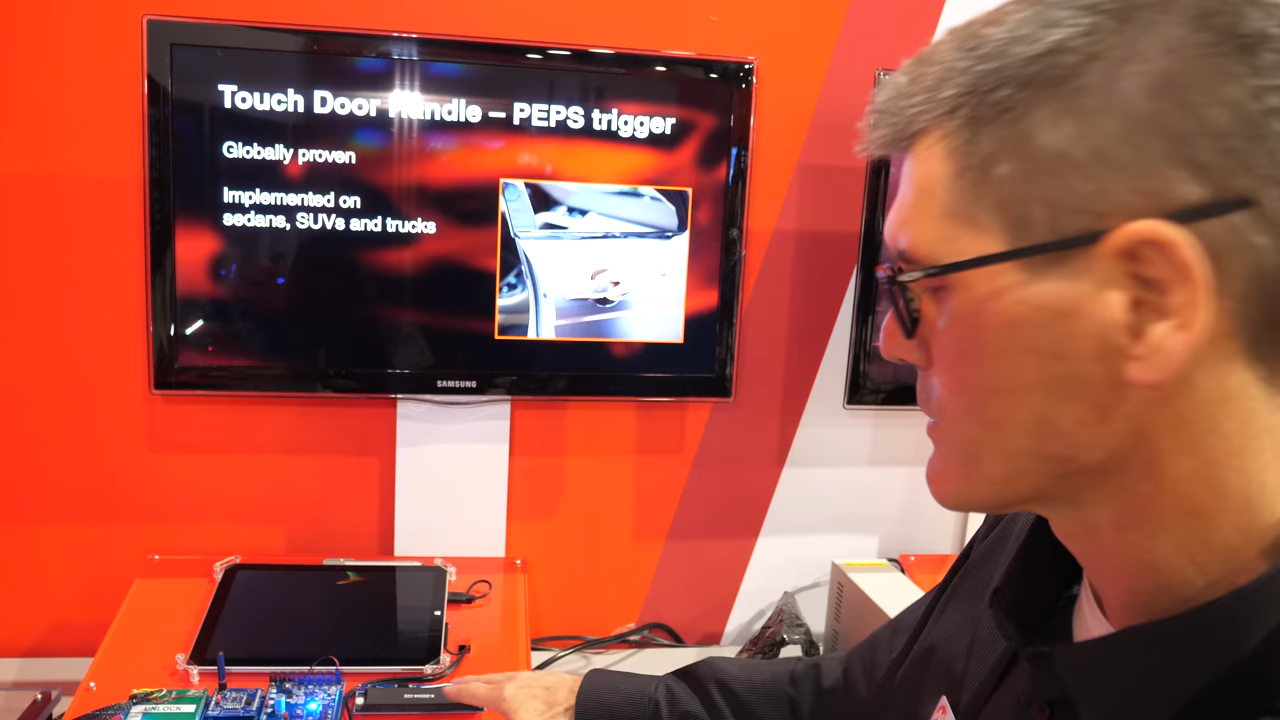 Touch Door Handle – PEPS trigger
Globally proven
Implemented on
sedans, SUVs and trucks
SAMSUNG
UNLOCK